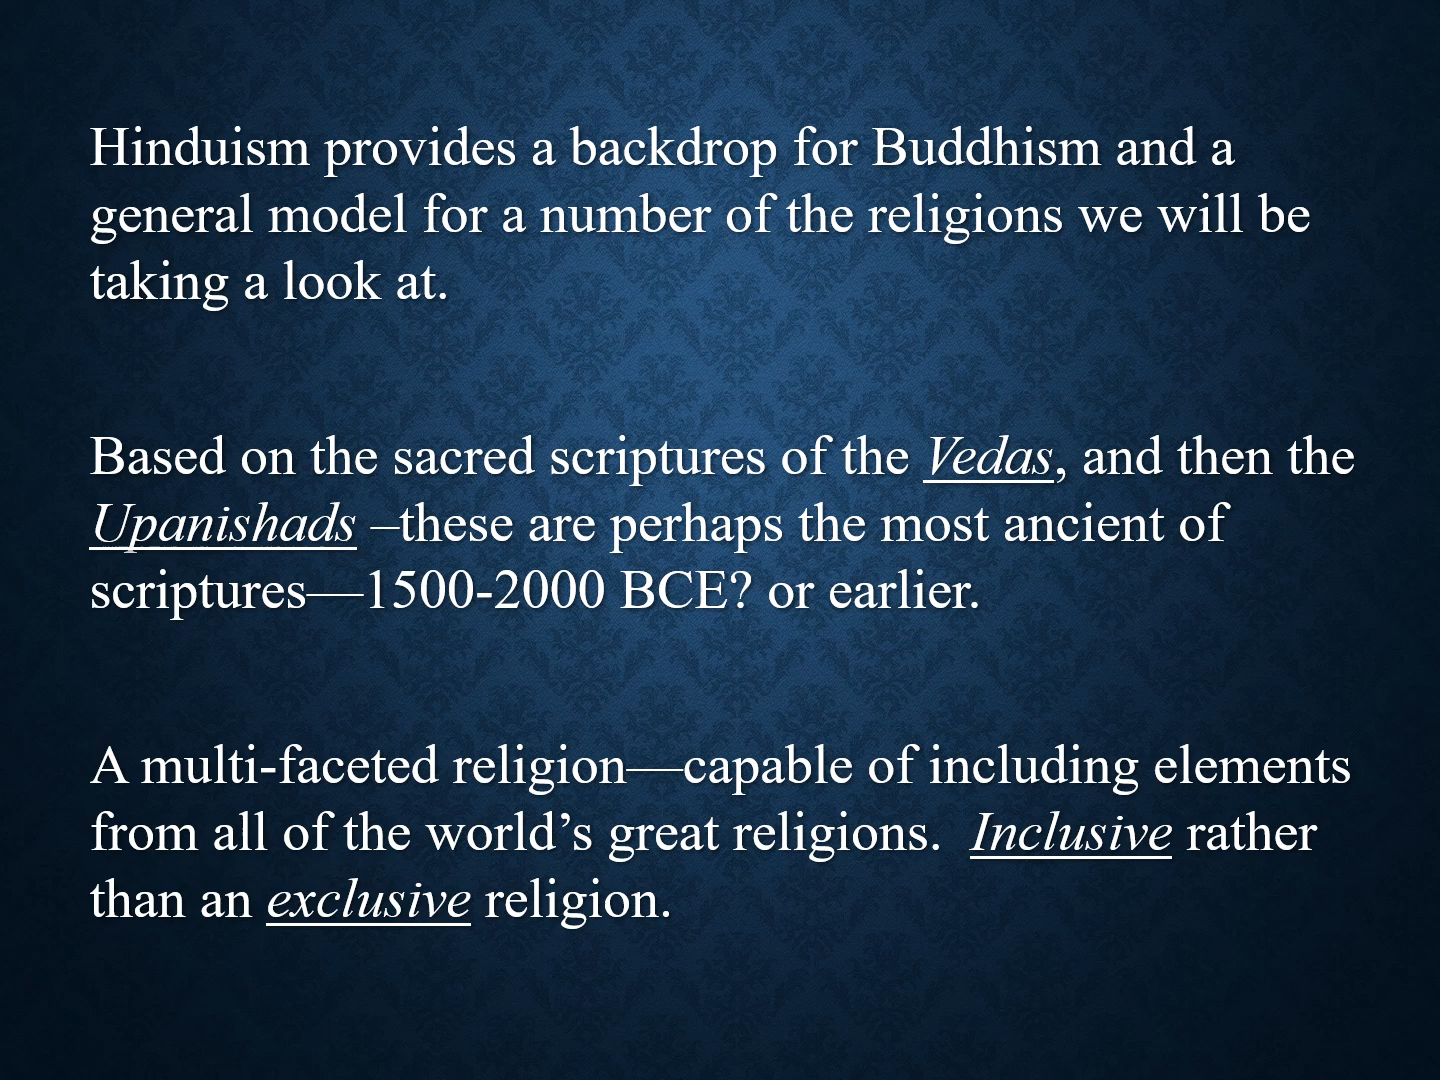 Hinduism provides a backdrop for Buddhism and a
general model for a number of the religions we will be
taking a look at.
Based on the sacred scriptures of the Vedas, and then the
Upanishads –these are perhaps the most ancient of
scriptures—1500-2000 BCE? or earlier.
A multi-faceted religion—capable of including elements
from all of the world’s great religions.  Inclusive rather
than an exclusive religion.